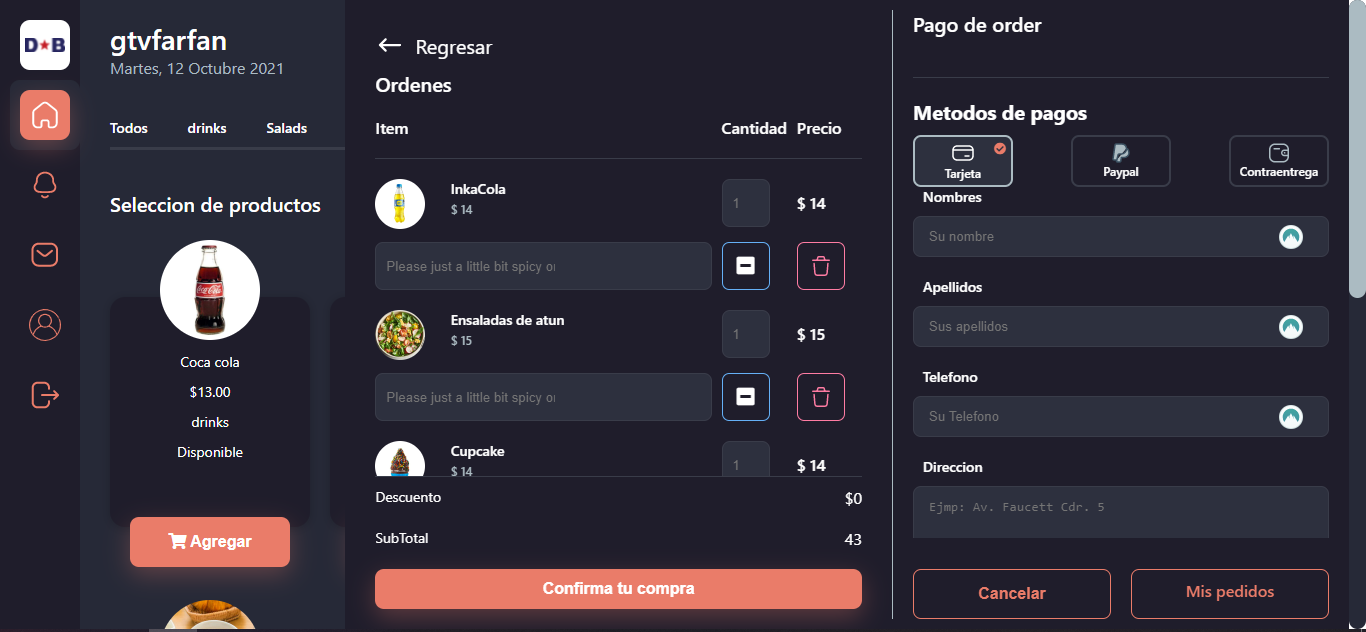 D★B
gtvfarfan
Martes, 12 Octubre 2021
Todos drinks Salads
Seleccion de productos
Coca-Cola
Coca cola
$13.00
drinks
Disponible
Agregar
Regresar
Ordenes
Item Cantidad Precio
InkaCola
$ 14
1
$ 14
Please just a little bit spicy or
Ensaladas de atun
$ 15
1
$ 15
Please just a little bit spicy or
Cupcake
$ 14
1
$ 14
Descuento $0
SubTotal 43
Confirma tu compra
Pago de order
Metodos de pagos
Tarjeta Paypal Contraentrega
Nombres
Su nombre
Apellidos
Sus apellidos
Telefono
Su Telefono
Direccion
Ejmp: Av. Faucett Cdr. 5
Cancelar Mis pedidos